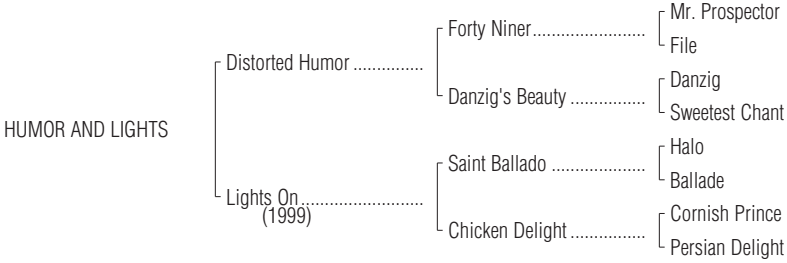 Mr. Prospector
Forty Niner.......................
File
Distorted Humor ..............
Danzig
Danzig's Beauty ...............
Sweetest Chant
HUMOR AND LIGHTS
Halo
Saint Ballado ...................
Ballade
Lights On.........................
(1999)
Cornish Prince
Chicken Delight...............
Persian Delight